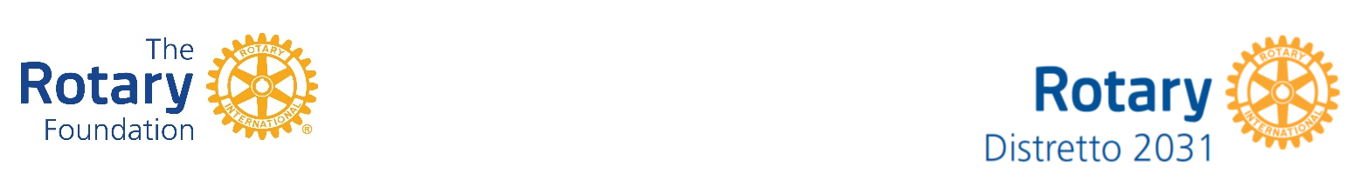 The
Rotary
Foundation
ROTARY
INTERNATIONAL
®
Rotary
Distretto 2031
ROTARY
INTERNATIONAL